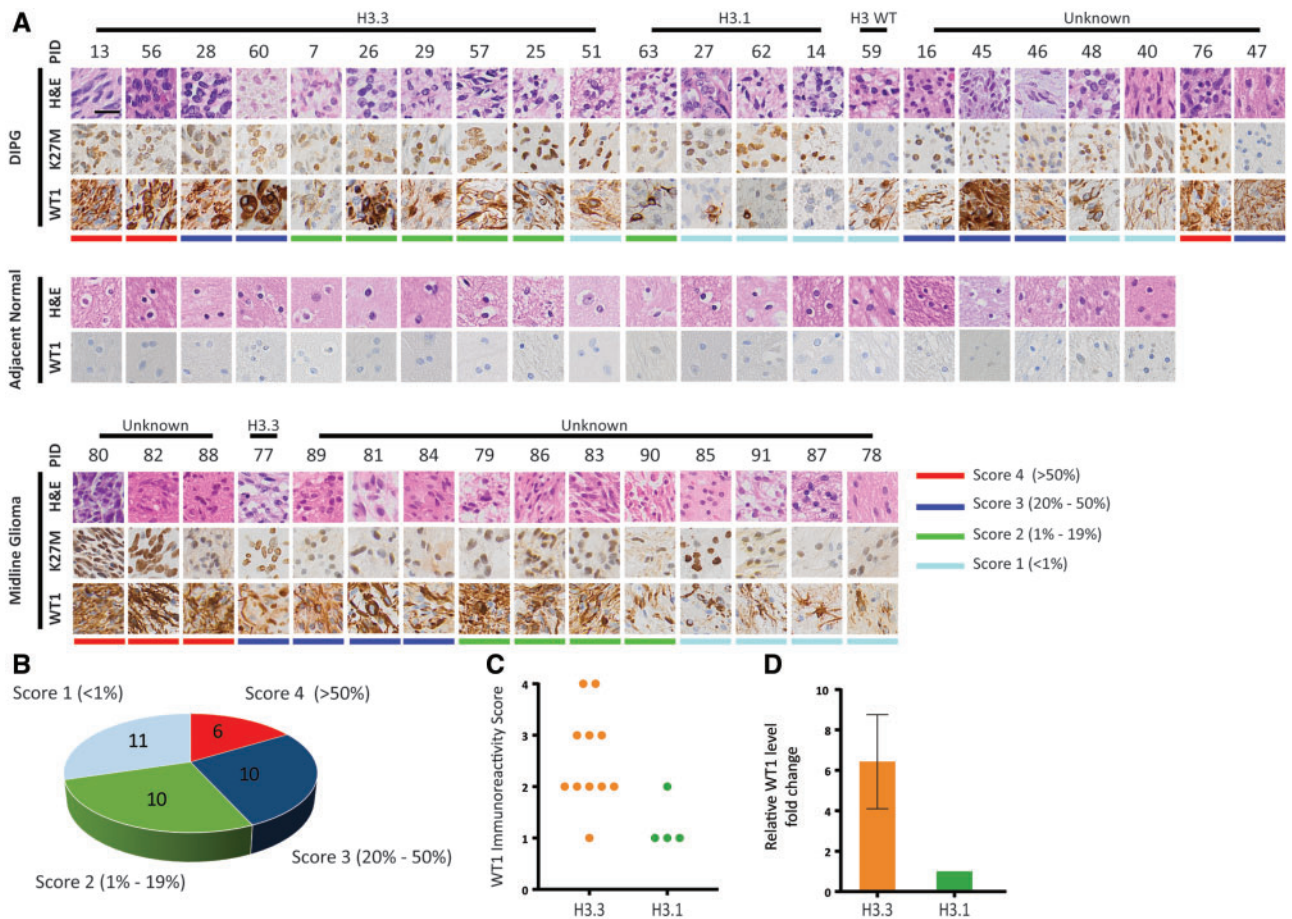 A
H3.3 H3.1 H3 WT Unknown
PID 13 56 28 60 7 26 29 57 25 51 63 27 62 14 59 16 45 46 48 40 76 47
DIPG
H&E
K27M
WT1
Adjacent Normal
H&E
WT1
Unknown H3.3 Unknown
PID 80 82 88 77 89 81 84 79 86 83 90 85 91 87 78
Midline Glioma
H&E
K27M
WT1
Score 4 (>50%)
Score 3 (20% - 50%)
Score 2 (1% - 19%)
Score 1 (<1%)
B
Score 1 (<1%)
Score 4 (>50%)
11
6
10
10
Score 3 (20% - 50%)
Score 2 (1% - 19%)
C
WT1 Immunoreactivity Score
4
3
2
1
0
H3.3 H3.1
D
Relative WT1 level
fold change
10
8
6
4
2
0
H3.3 H3.1